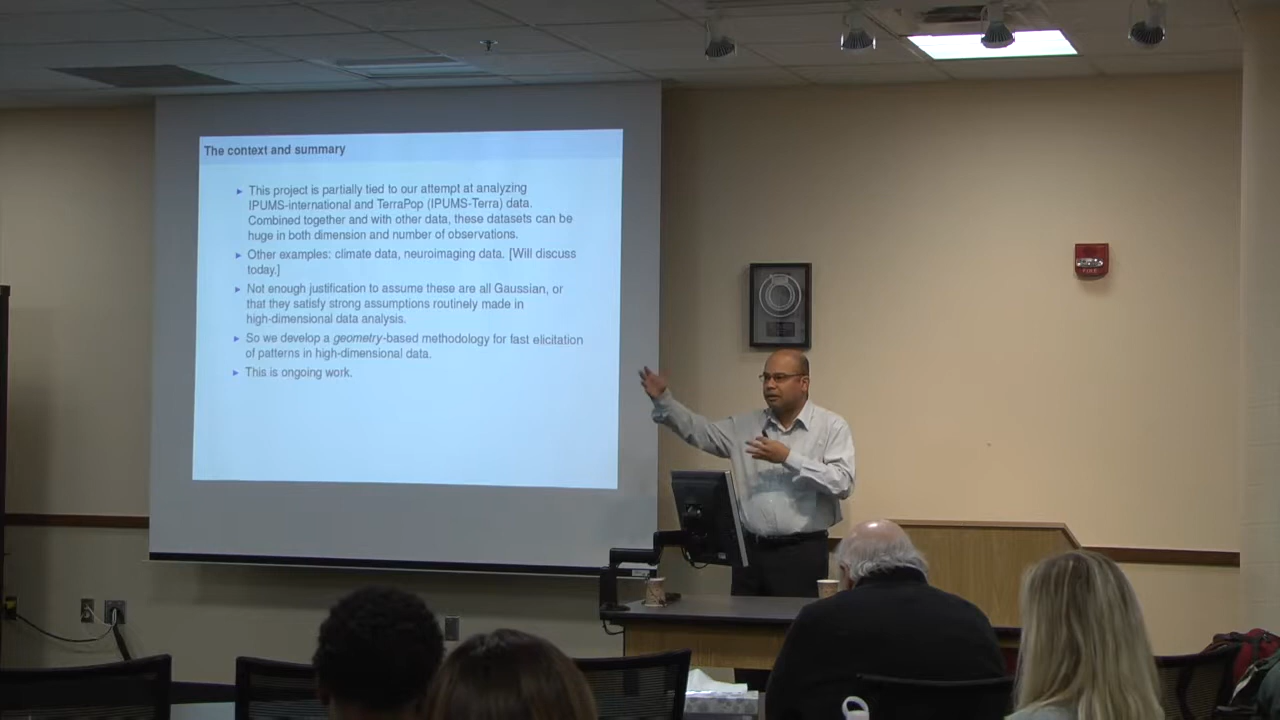 The context and summary
▸ This project is partially tied to our attempt at analyzing
IPUMS-international and TerraPop (IPUMS-Terra) data.
Combined together and with other data, these datasets can be
huge in both dimension and number of observations.
▸ Other examples: climate data, neuroimaging data. [Will discuss
today.]
▸ Not enough justification to assume these are all Gaussian, or
that they satisfy strong assumptions routinely made in
high-dimensional data analysis.
▸ So we develop a geometry-based methodology for fast elicitation
of patterns in high-dimensional data.
▸ This is ongoing work.
FIRE